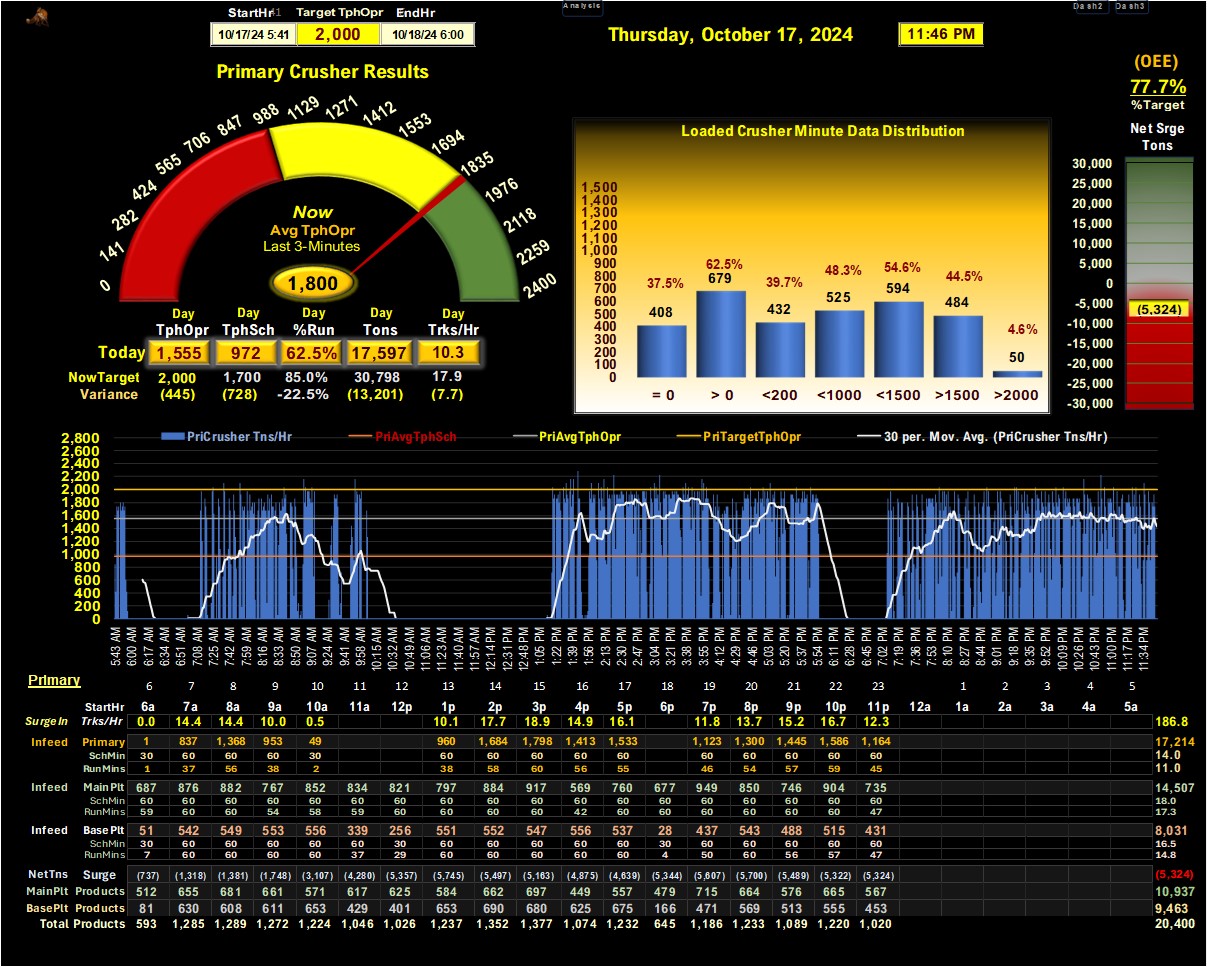 StartHr Target TphOpr EndHr
10/17/24 5:41 2,000 10/18/24 6:00
Analysis
Dash2 Dash3
Thursday, October 17, 2024 11:46 PM
Primary Crusher Results
0 141 282 424 565 706 847 988 1129 1271 1412 1553 1694 1835 1976 2118 2259 2400
Now
Avg TphOpr
Last 3-Minutes
1,800
Day Day Day Day Day
TphOpr TphSch %Run Tons Trks/Hr
Today 1,555 972 62.5% 17,597 10.3
NowTarget 2,000 1,700 85.0% 30,798 17.9
Variance (445) (728) -22.5% (13,201) (7.7)
Loaded Crusher Minute Data Distribution
1,500
1,400
1,300
1,200
1,100
1,000
900
800
700
600
500
400
300
200
100
0
37.5% 62.5% 39.7% 48.3% 54.6% 44.5% 4.6%
408 679 432 525 594 484 50
= 0 > 0 <200 <1000 <1500 >1500 >2000
(OEE)
77.7%
%Target
Net Srge
Tons
30,000
25,000
20,000
15,000
10,000
5,000
0
-5,000
(5,324)
-10,000
-15,000
-20,000
-25,000
-30,000
PriCrusher Tns/Hr PriAvgTphSch PriAvgTphOpr PriTargetTphOpr 30 per. Mov. Avg. (PriCrusher Tns/Hr)
2,800
2,600
2,400
2,200
2,000
1,800
1,600
1,400
1,200
1,000
800
600
400
200
0
5:43 AM 6:00 AM 6:17 AM 6:34 AM 6:51 AM 7:08 AM 7:25 AM 7:42 AM 7:59 AM 8:16 AM 8:33 AM 8:50 AM 9:07 AM 9:24 AM 9:41 AM 9:58 AM 10:15 AM 10:32 AM 10:49 AM 11:06 AM 11:23 AM 11:40 AM 11:57 AM 12:14 PM 12:31 PM 12:48 PM 1:05 PM 1:22 PM 1:39 PM 1:56 PM 2:13 PM 2:30 PM 2:47 PM 3:04 PM 3:21 PM 3:38 PM 3:55 PM 4:12 PM 4:29 PM 4:46 PM 5:03 PM 5:20 PM 5:37 PM 5:54 PM 6:11 PM 6:28 PM 6:45 PM 7:02 PM 7:19 PM 7:36 PM 7:53 PM 8:10 PM 8:27 PM 8:44 PM 9:01 PM 9:18 PM 9:35 PM 9:52 PM 10:09 PM 10:26 PM 10:43 PM 11:00 PM 11:17 PM 11:34 PM
Primary 6 7 8 9 10 11 12 13 14 15 16 17 18 19 20 21 22 23 1 2 3 4 5
StartHr 6a 7a 8a 9a 10a 11a 12p 1p 2p 3p 4p 5p 6p 7p 8p 9p 10p 11p 12a 1a 2a 3a 4a 5a
SurgeIn Trks/Hr 0.0 14.4 14.4 10.0 0.5 10.1 17.7 18.9 14.9 16.1 11.8 13.7 15.2 16.7 12.3 186.8
Infeed Primary 1 837 1,368 953 49 960 1,684 1,798 1,413 1,533 1,123 1,300 1,445 1,586 1,164 17,214
SchMin 30 60 60 60 30 60 60 60 60 60 60 60 60 60 60 14.0
RunMins 1 37 56 38 2 38 58 60 56 55 46 54 57 59 45 11.0
Infeed MainPlt 687 876 882 767 852 834 821 797 884 917 569 760 677 949 850 746 904 735 14,507
SchMin 60 60 60 60 60 60 60 60 60 60 60 60 60 60 60 60 60 60 18.0
RunMins 59 60 60 54 58 59 60 60 60 60 42 60 60 60 60 60 60 47 17.3
Infeed BasePlt 51 542 549 553 556 339 256 551 552 547 556 537 28 437 543 488 515 431 8,031
SchMin 30 60 60 60 60 60 30 60 60 60 60 60 30 60 60 60 60 60 16.5
RunMins 7 60 60 60 60 37 29 60 60 60 60 60 4 50 60 56 57 47 14.8
NetTns Surge (737) (1,318) (1,381) (1,748) (3,107) (4,280) (5,357) (5,745) (5,497) (5,163) (4,875) (4,639) (5,344) (5,607) (5,700) (5,489) (5,322) (5,324) (5,324)
MainPlt Products 512 655 681 661 571 617 625 584 662 697 449 557 479 715 664 576 665 567 10,937
BasePlt Products 81 630 608 611 653 429 401 653 690 680 625 675 166 471 569 513 555 453 9,463
Total Products 593 1,285 1,289 1,272 1,224 1,046 1,026 1,237 1,352 1,377 1,074 1,232 645 1,186 1,233 1,089 1,220 1,020 20,400